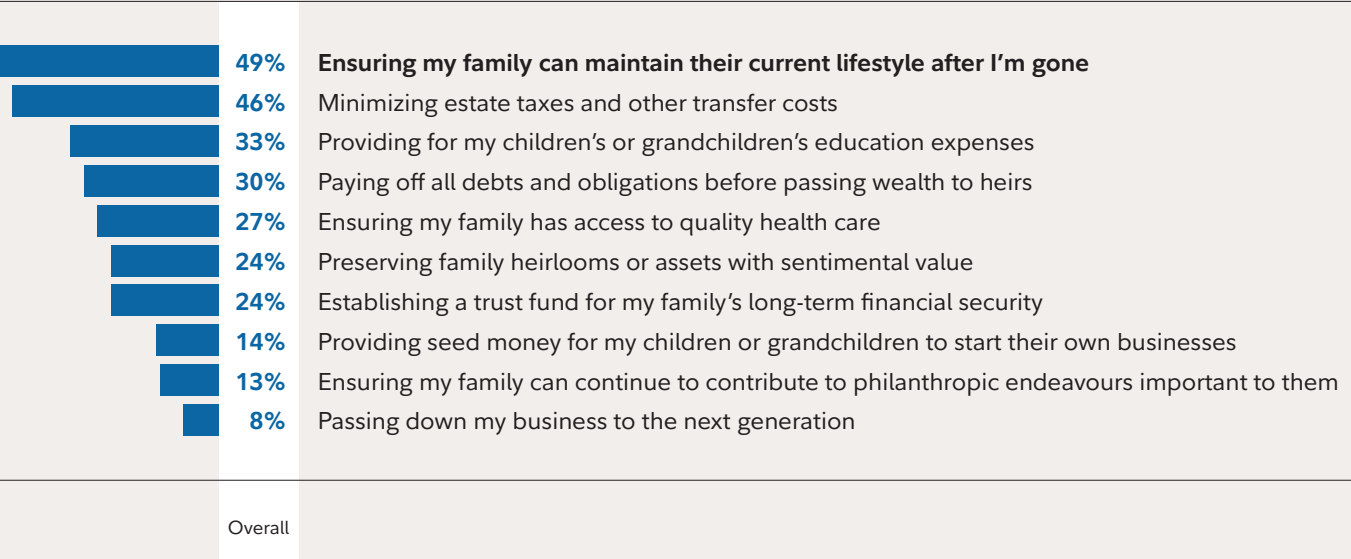 49% Ensuring my family can maintain their current lifestyle after I’m gone
46% Minimizing estate taxes and other transfer costs
33% Providing for my children’s or grandchildren’s education expenses
30% Paying off all debts and obligations before passing wealth to heirs
27% Ensuring my family has access to quality health care
24% Preserving family heirlooms or assets with sentimental value
24% Establishing a trust fund for my family’s long-term financial security
14% Providing seed money for my children or grandchildren to start their own businesses
13% Ensuring my family can continue to contribute to philanthropic endeavours important to them
8% Passing down my business to the next generation
Overall